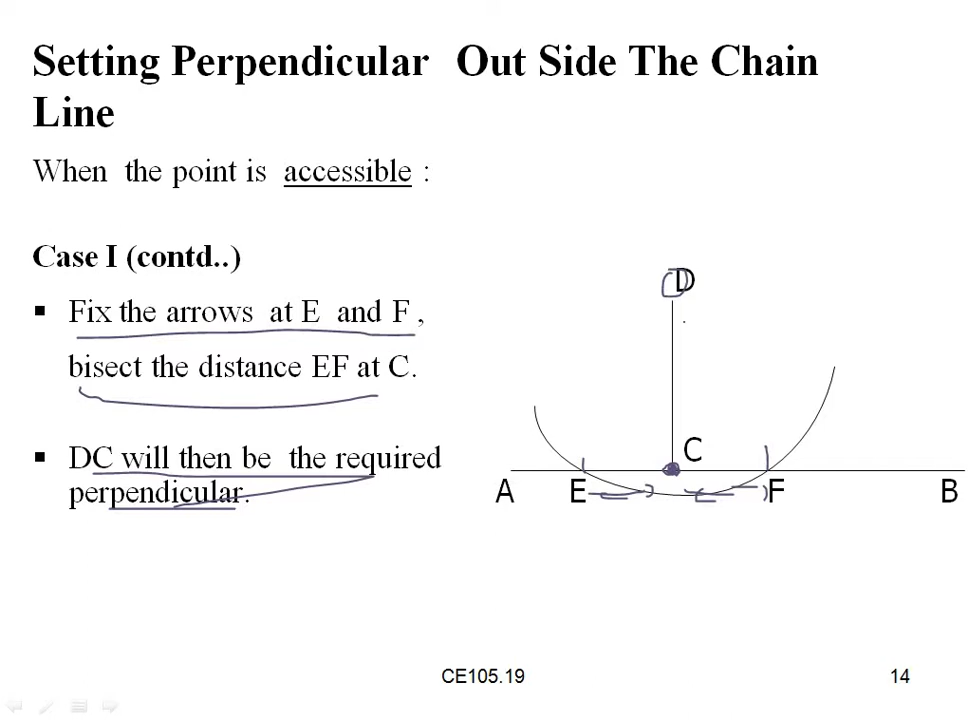 Setting Perpendicular Out Side The Chain
Line
When the point is accessible :
Case I (contd..)
▪ Fix the arrows at E and F ,
bisect the distance EF at C.
▪ DC will then be the required
perpendicular.
D
C
A E F B
CE105.19
14